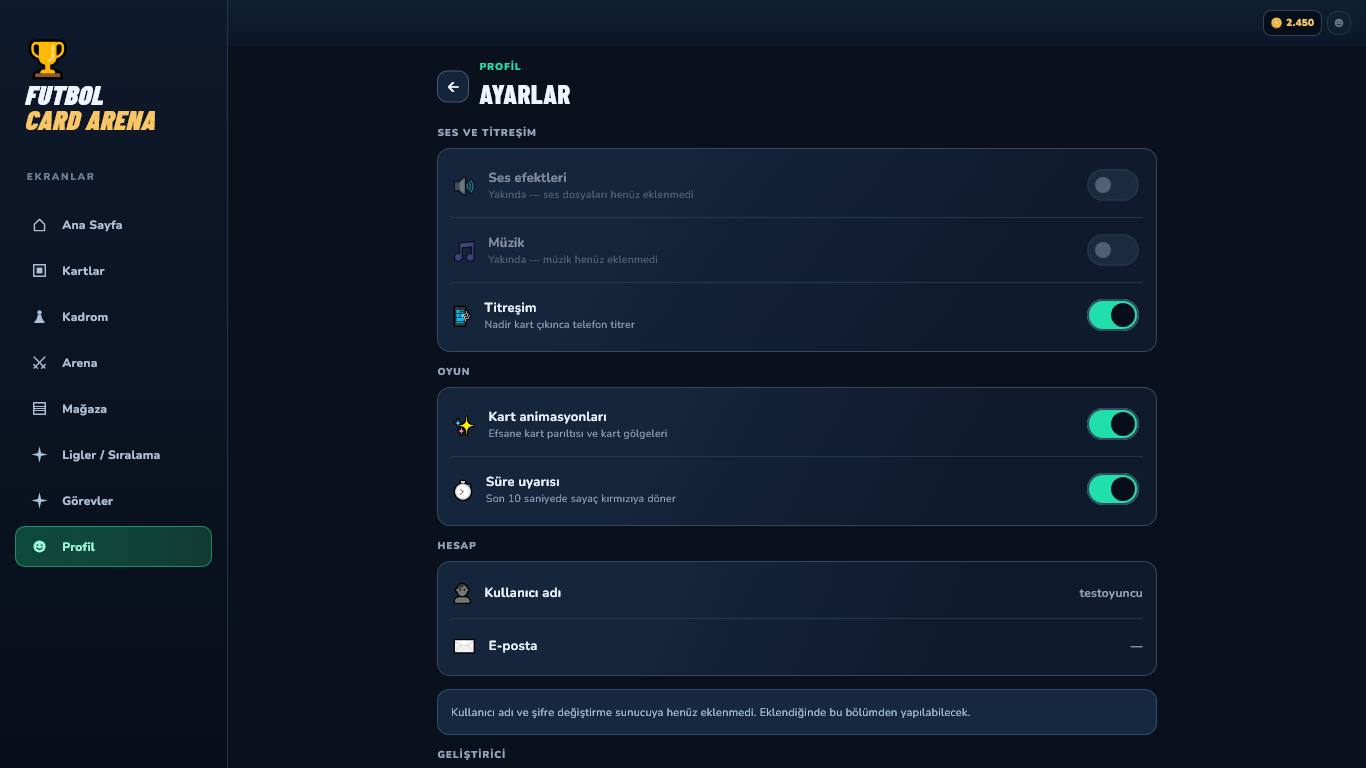 FUTBOL
CARD ARENA
EKRANLAR
Ana Sayfa
Kartlar
Kadrom
Arena
Mağaza
Ligler / Sıralama
Görevler
Profil
2.450
PROFİL
AYARLAR
SES VE TİTREŞİM
Ses efektleri
Yakında — ses dosyaları henüz eklenmedi
Müzik
Yakında — müzik henüz eklenmedi
Titreşim
Nadir kart çıkınca telefon titrer
OYUN
Kart animasyonları
Efsane kart parıltısı ve kart gölgeleri
Süre uyarısı
Son 10 saniyede sayaç kırmızıya döner
HESAP
Kullanıcı adı
testoyuncu
E-posta
—
Kullanıcı adı ve şifre değiştirme sunucuya henüz eklenmedi. Eklendiğinde bu bölümden yapılabilecek.
GELİŞTİRİCİ